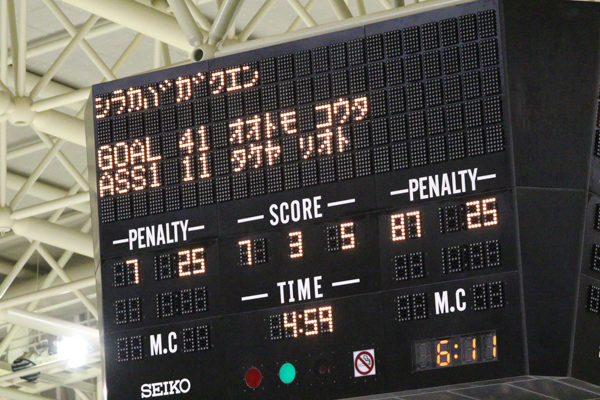 シラカバガクエン
GOAL 41 オオトモ コウタ
ASSI 11 タケヤ リオト
PENALTY SCORE PENALTY
7 25 7 3 5 87 25
TIME
M.C 4:59 M.C
6:11
SEIKO